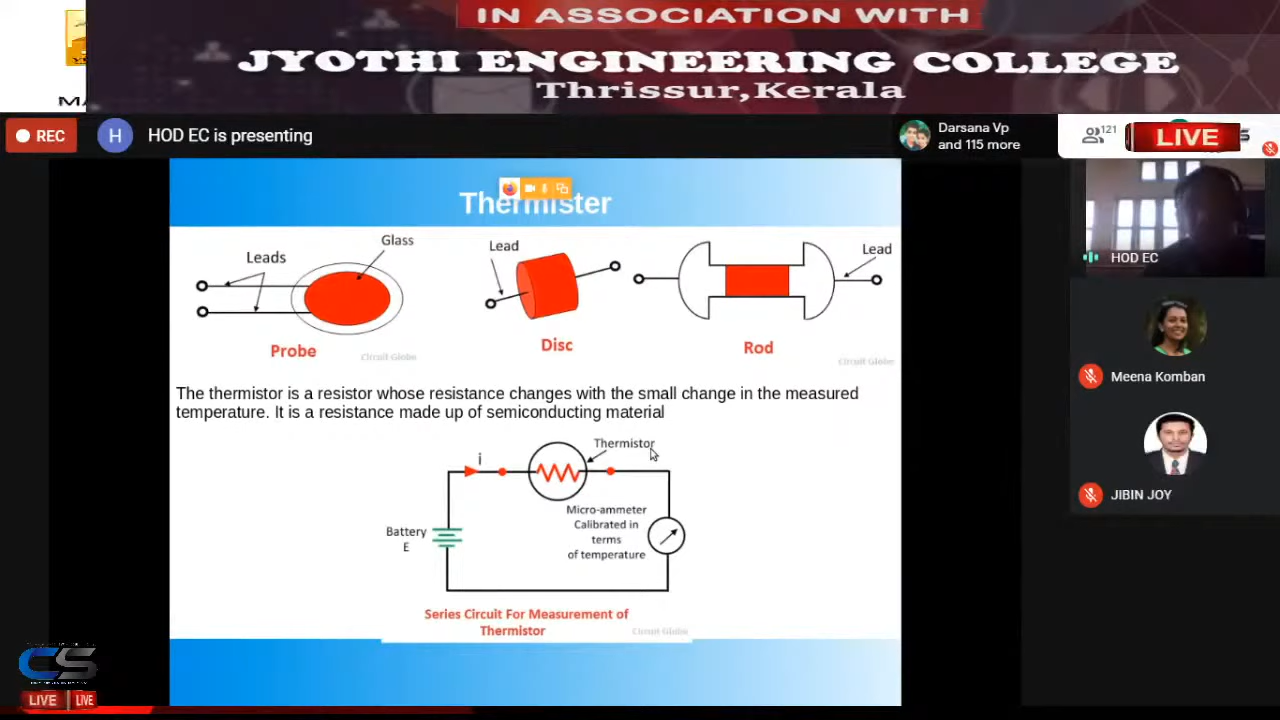 IN ASSOCIATION WITH
JYOTHI ENGINEERING COLLEGE
Thrissur,Kerala
REC
H
HOD EC is presenting
Darsana Vp
and 115 more
121
LIVE
Thermister
Leads
Glass
Lead
Lead
Probe
Circuit Globe
Disc
Rod
Circuit Globe
HOD EC
Meena Komban
JIBIN JOY
The thermistor is a resistor whose resistance changes with the small change in the measured
temperature. It is a resistance made up of semiconducting material
i
Thermistor
Battery
E
Micro-ammeter
Calibrated in
terms
of temperature
Series Circuit For Measurement of
Thermistor
Circuit Globe
CS
LIVE
LIVE